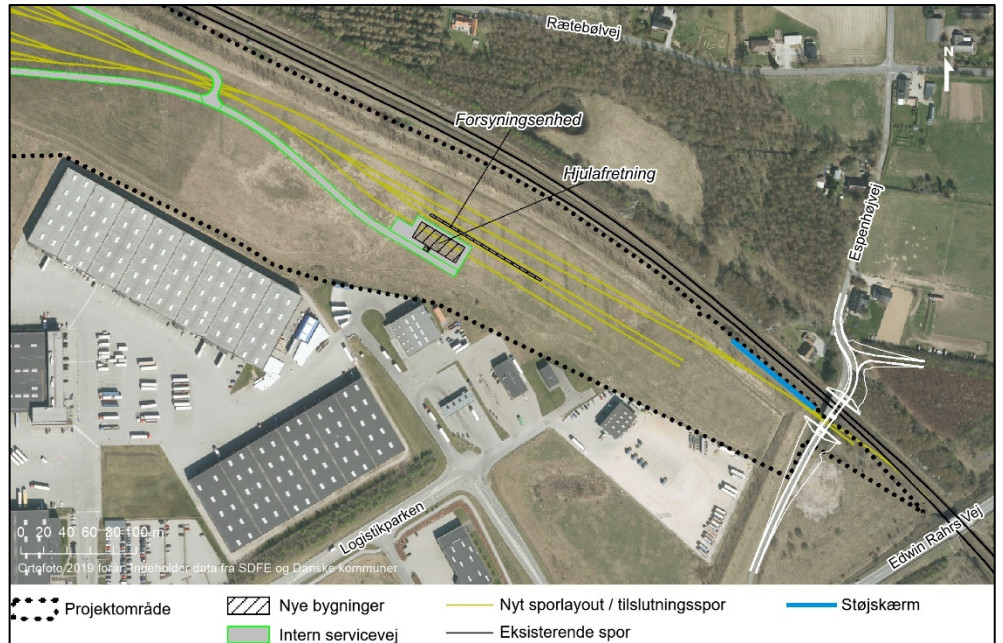 Rætebølvej
N
Forsyningsenhed
Hjulafretning
Espenhøjvej
0 20 40 60 80 100 m
Logistikparken
Edwin Rahrs Vej
Ortofoto 2019 forår: Indeholder data fra SDFE og Danske kommuner
Projektområde
Nye bygninger
Nyt sporlayout / tilslutningsspor
Støjskærm
Intern servicevej
Eksisterende spor